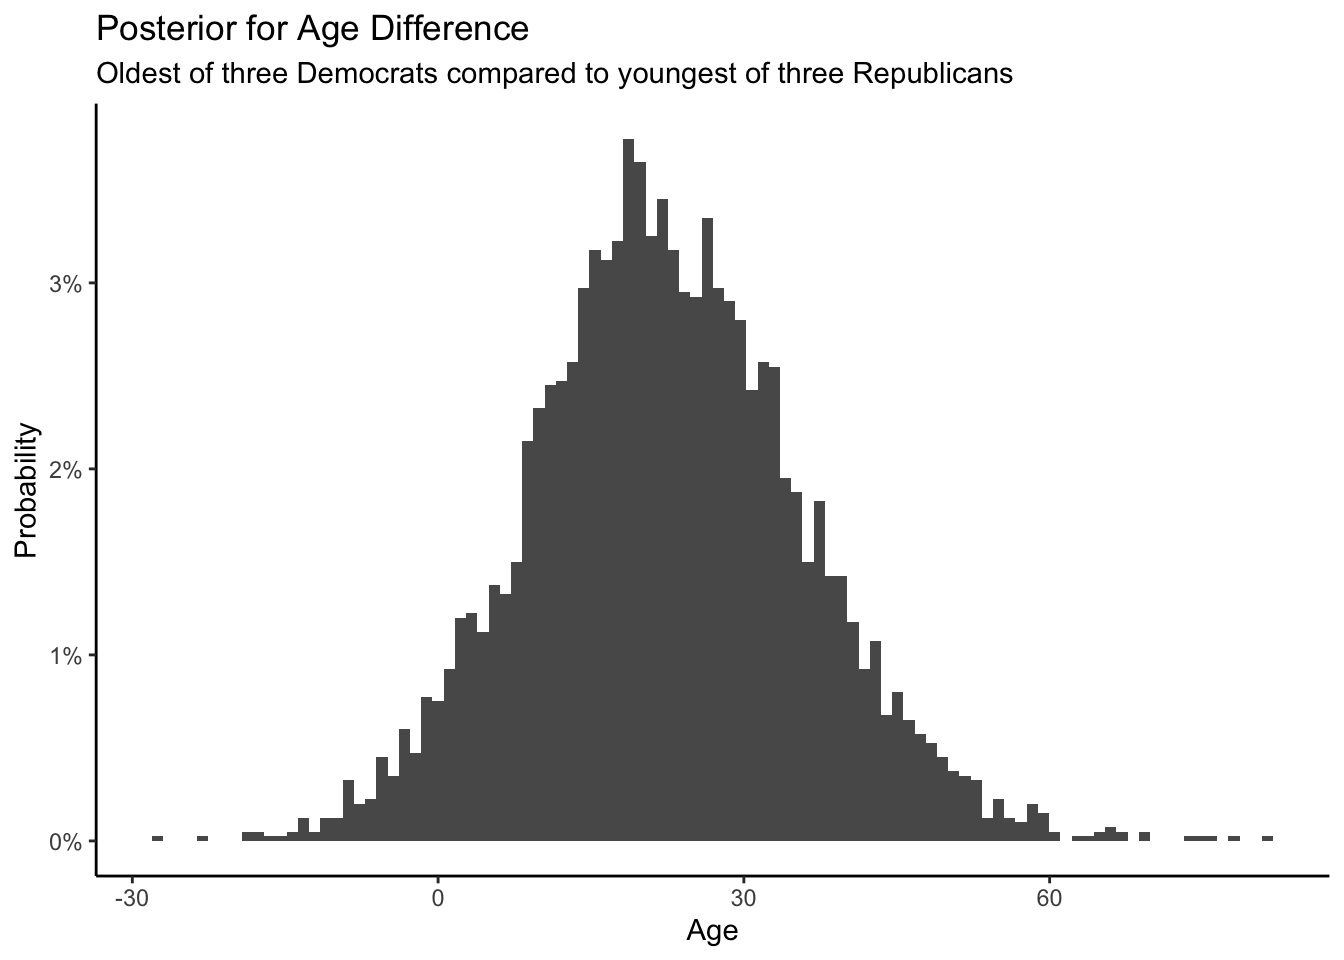 Posterior for Age Difference
Oldest of three Democrats compared to youngest of three Republicans
Probability
3%
2%
1%
0%
-30 0 30 60
Age